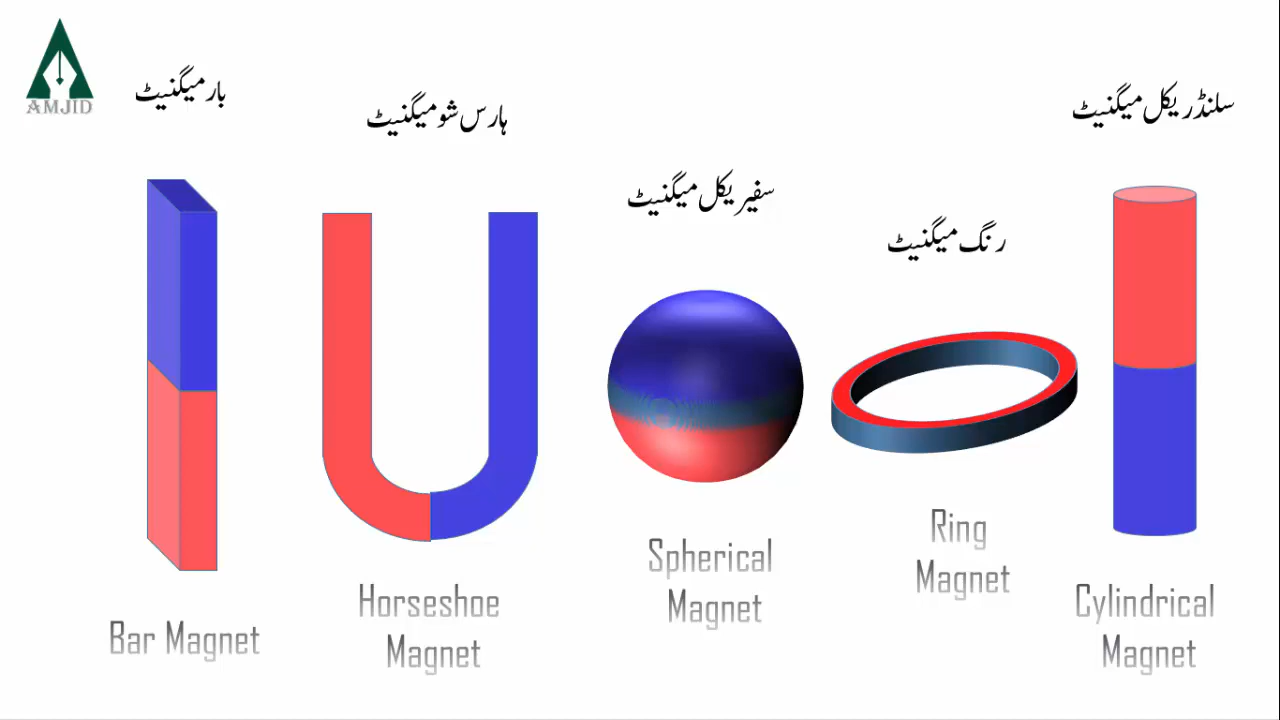 AMJID
بار میگنیٹ
ہارس شو میگنیٹ
سفیریکل میگنیٹ
رنگ میگنیٹ
سلنڈریکل میگنیٹ
Bar Magnet
Horseshoe
Magnet
Spherical
Magnet
Ring
Magnet
Cylindrical
Magnet